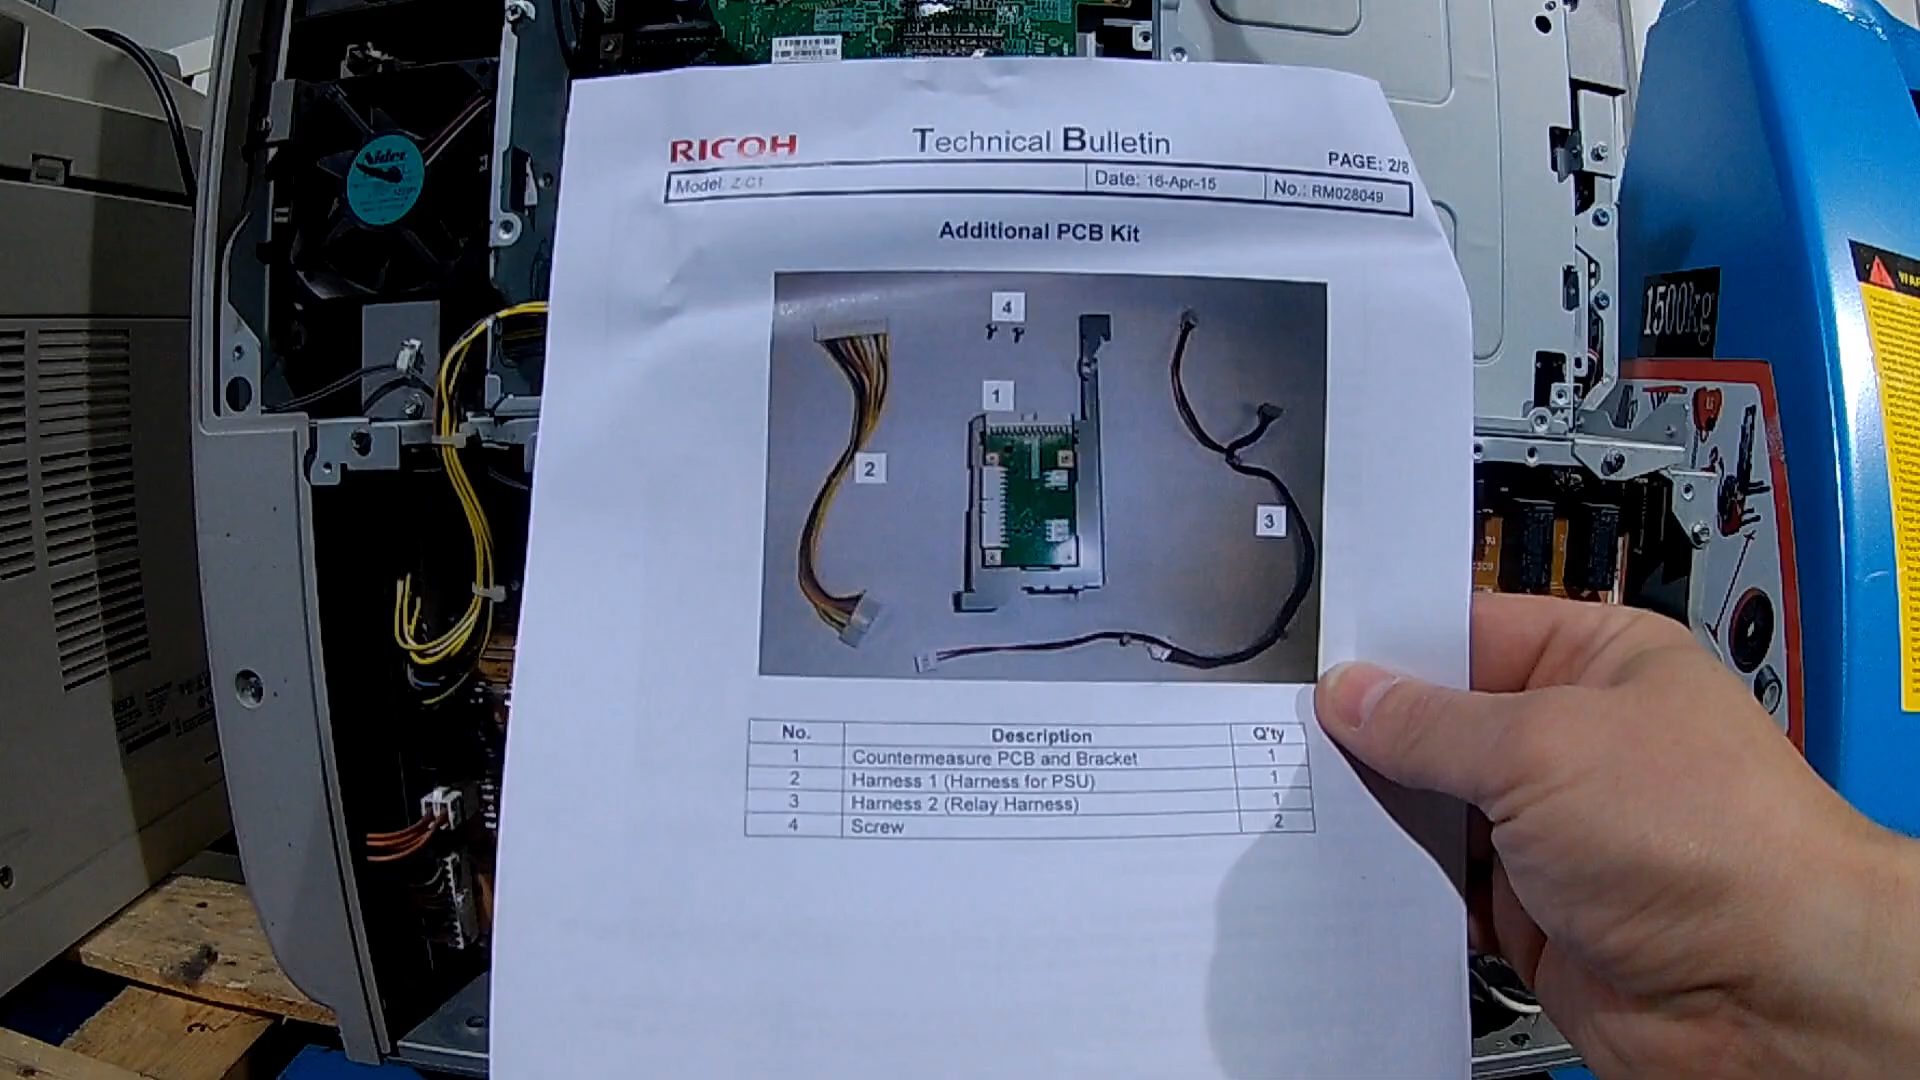 RICOH Technical Bulletin PAGE: 2/8
Model: Z-C1 Date: 16-Apr-15 No.: RM028049
Additional PCB Kit
4
1
2
3
No. Description Q'ty
1 Countermeasure PCB and Bracket 1
2 Harness 1 (Harness for PSU) 1
3 Harness 2 (Relay Harness) 1
4 Screw 2
Nidec
1500kg